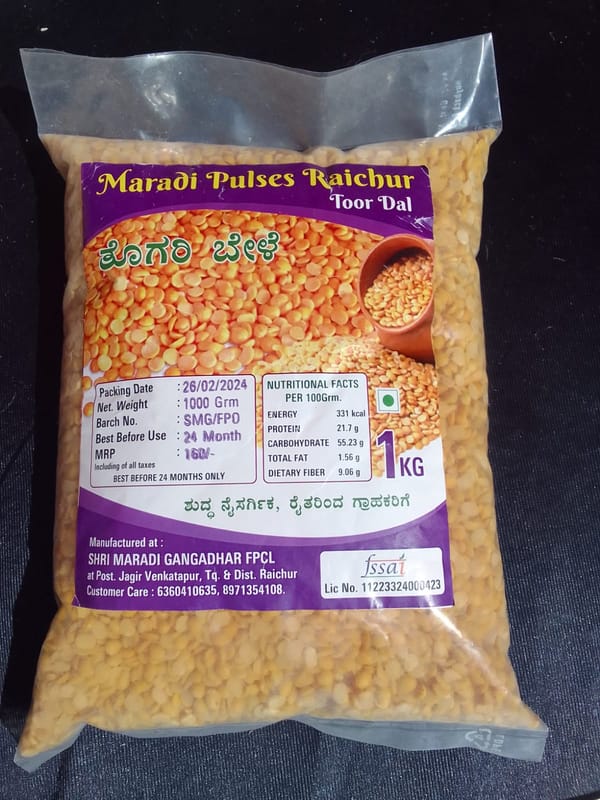 Maradi Pulses Raichur
Toor Dal
ತೊಗರಿ ಬೇಳೆ
Packing Date : 26/02/2024
Net. Weight : 1000 Grm
Barch No. : SMG/FPO
Best Before Use : 24 Month
MRP : 160/-
Including of all taxes
BEST BEFORE 24 MONTHS ONLY
NUTRITIONAL FACTS
PER 100Grm.
ENERGY 331 kcal
PROTEIN 21.7 g
CARBOHYDRATE 55.23 g
TOTAL FAT 1.56 g
DIETARY FIBER 9.06 g
1KG
ಶುದ್ಧ ನೈಸರ್ಗಿಕ, ರೈತರಿಂದ ಗ್ರಾಹಕರಿಗೆ
Manufactured at :
SHRI MARADI GANGADHAR FPCL
at Post. Jagir Venkatapur, Tq. & Dist. Raichur
Customer Care : 6360410635, 8971354108.
fssai
Lic No. 11223324000423